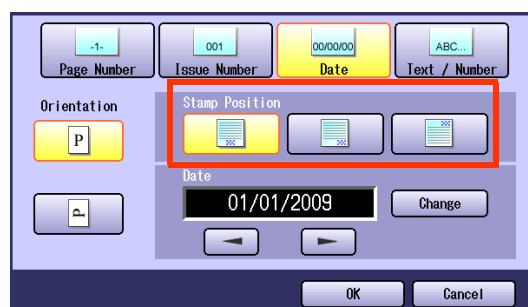 -1-
Page Number
001
Issue Number
00/00/00
Date
ABC...
Text / Number
Orientation
P
P
Stamp Position
Date
01/01/2009
Change
OK
Cancel